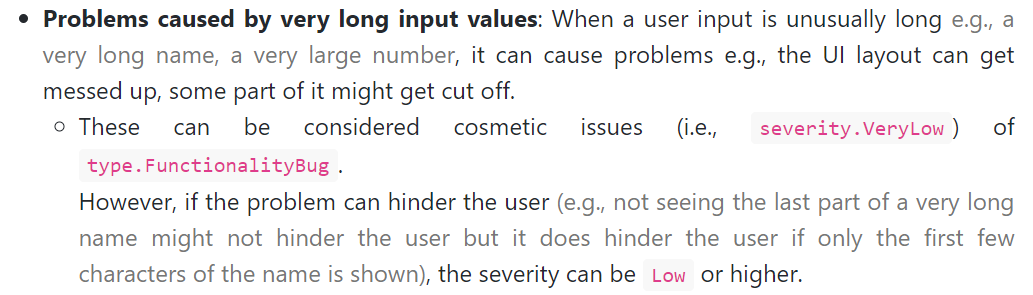 • Problems caused by very long input values: When a user input is unusually long e.g., a
very long name, a very large number, it can cause problems e.g., the UI layout can get
messed up, some part of it might get cut off.
○ These can be considered cosmetic issues (i.e., severity.VeryLow ) of
type.FunctionalityBug .
However, if the problem can hinder the user (e.g., not seeing the last part of a very long
name might not hinder the user but it does hinder the user if only the first few
characters of the name is shown), the severity can be Low or higher.